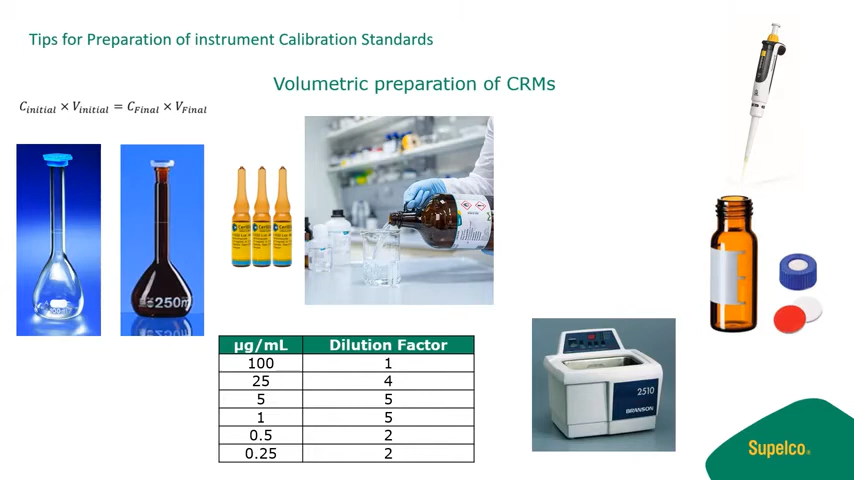 Tips for Preparation of instrument Calibration Standards
Volumetric preparation of CRMs
C_initial × V_initial = C_Final × V_Final
µg/mL Dilution Factor
100 1
25 4
5 5
1 5
0.5 2
0.25 2
250m
2510
BRANSON
Supelco